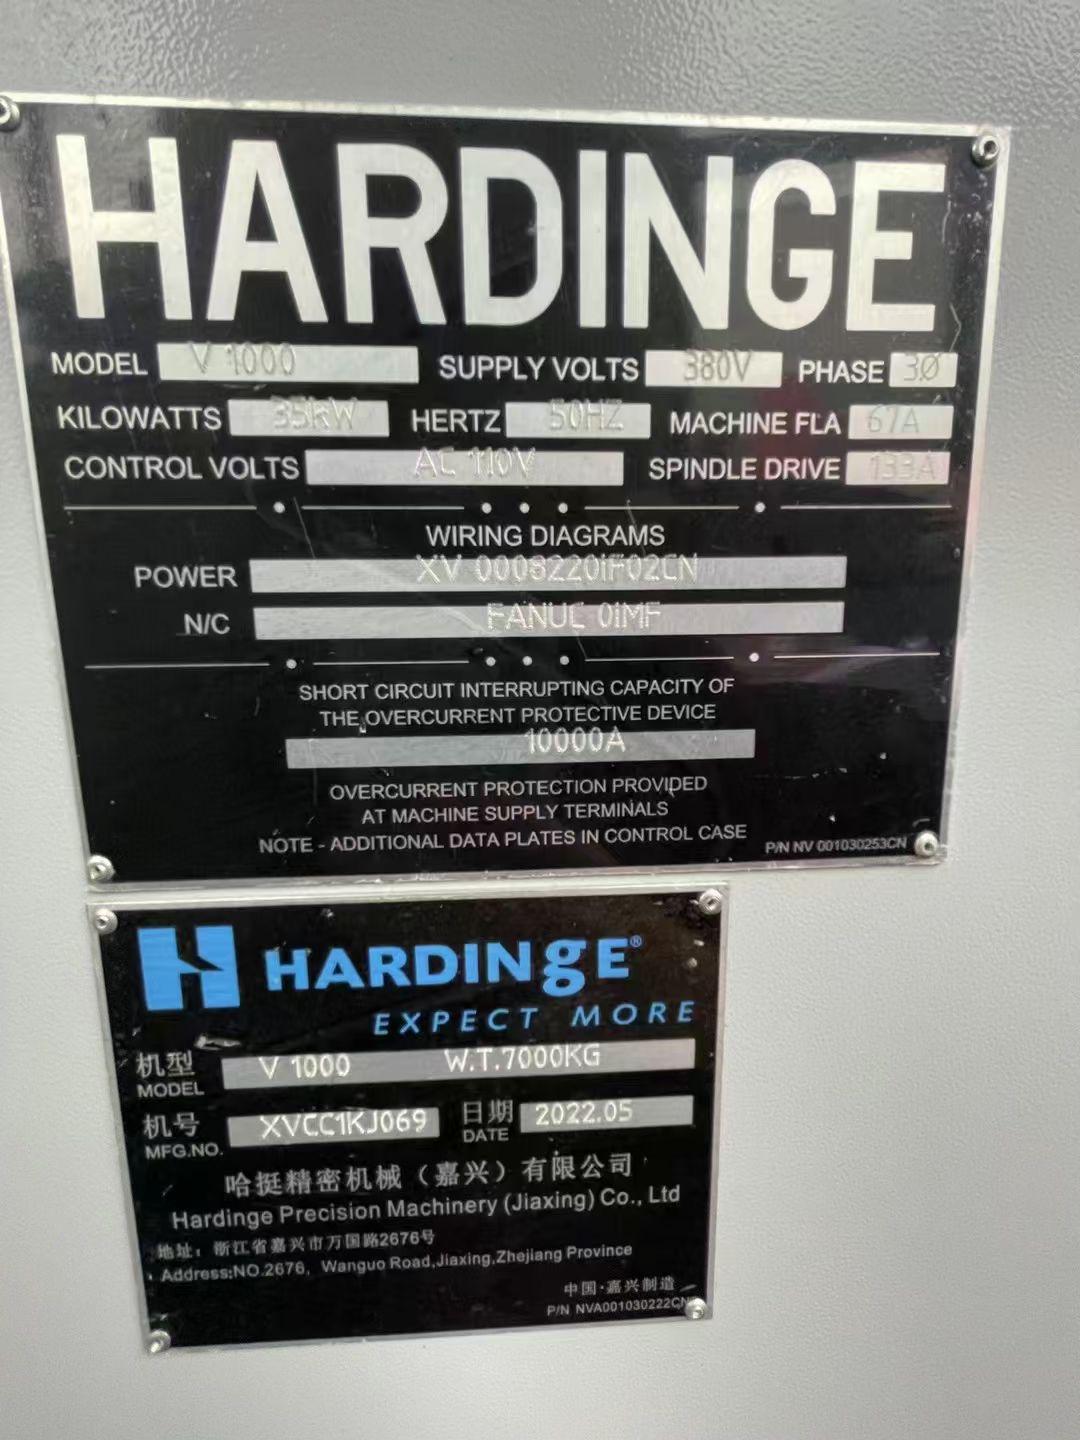 HARDINGE
MODEL V 1000 SUPPLY VOLTS 380V PHASE 3Ø
KILOWATTS 35kW HERTZ 50HZ MACHINE FLA 67A
CONTROL VOLTS AC 110V SPINDLE DRIVE 133A
WIRING DIAGRAMS
POWER XV 0008220iF02CN
N/C FANUC 0iMF
SHORT CIRCUIT INTERRUPTING CAPACITY OF
THE OVERCURRENT PROTECTIVE DEVICE
10000A
OVERCURRENT PROTECTION PROVIDED
AT MACHINE SUPPLY TERMINALS
NOTE - ADDITIONAL DATA PLATES IN CONTROL CASE
P/N NV 001030253CN
HARDINgE®
EXPECT MORE
机型 V 1000 W.T.7000KG
MODEL
机号 XVCC1KJ069 日期 2022.05
MFG.NO. DATE
哈挺精密机械（嘉兴）有限公司
Hardinge Precision Machinery (Jiaxing) Co., Ltd
地址：浙江省嘉兴市万国路2676号
Address:NO.2676, Wanguo Road,Jiaxing,Zhejiang Province
中国·嘉兴制造
P/N NVA001030222CN